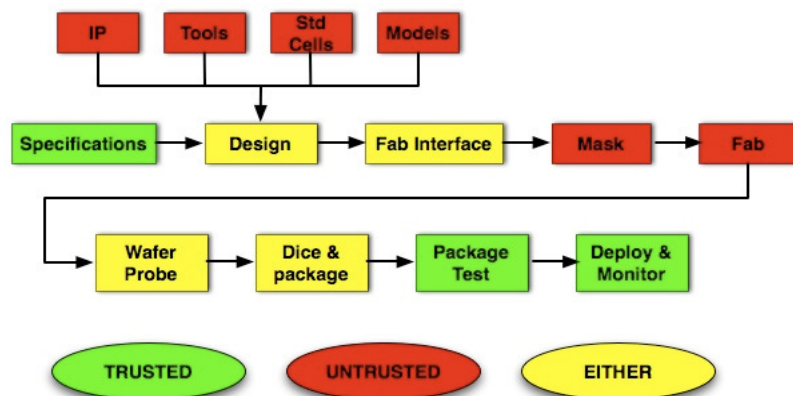 IP
Tools
Std
Cells
Models
Specifications
Design
Fab Interface
Mask
Fab
Wafer
Probe
Dice &
package
Package
Test
Deploy &
Monitor
TRUSTED
UNTRUSTED
EITHER